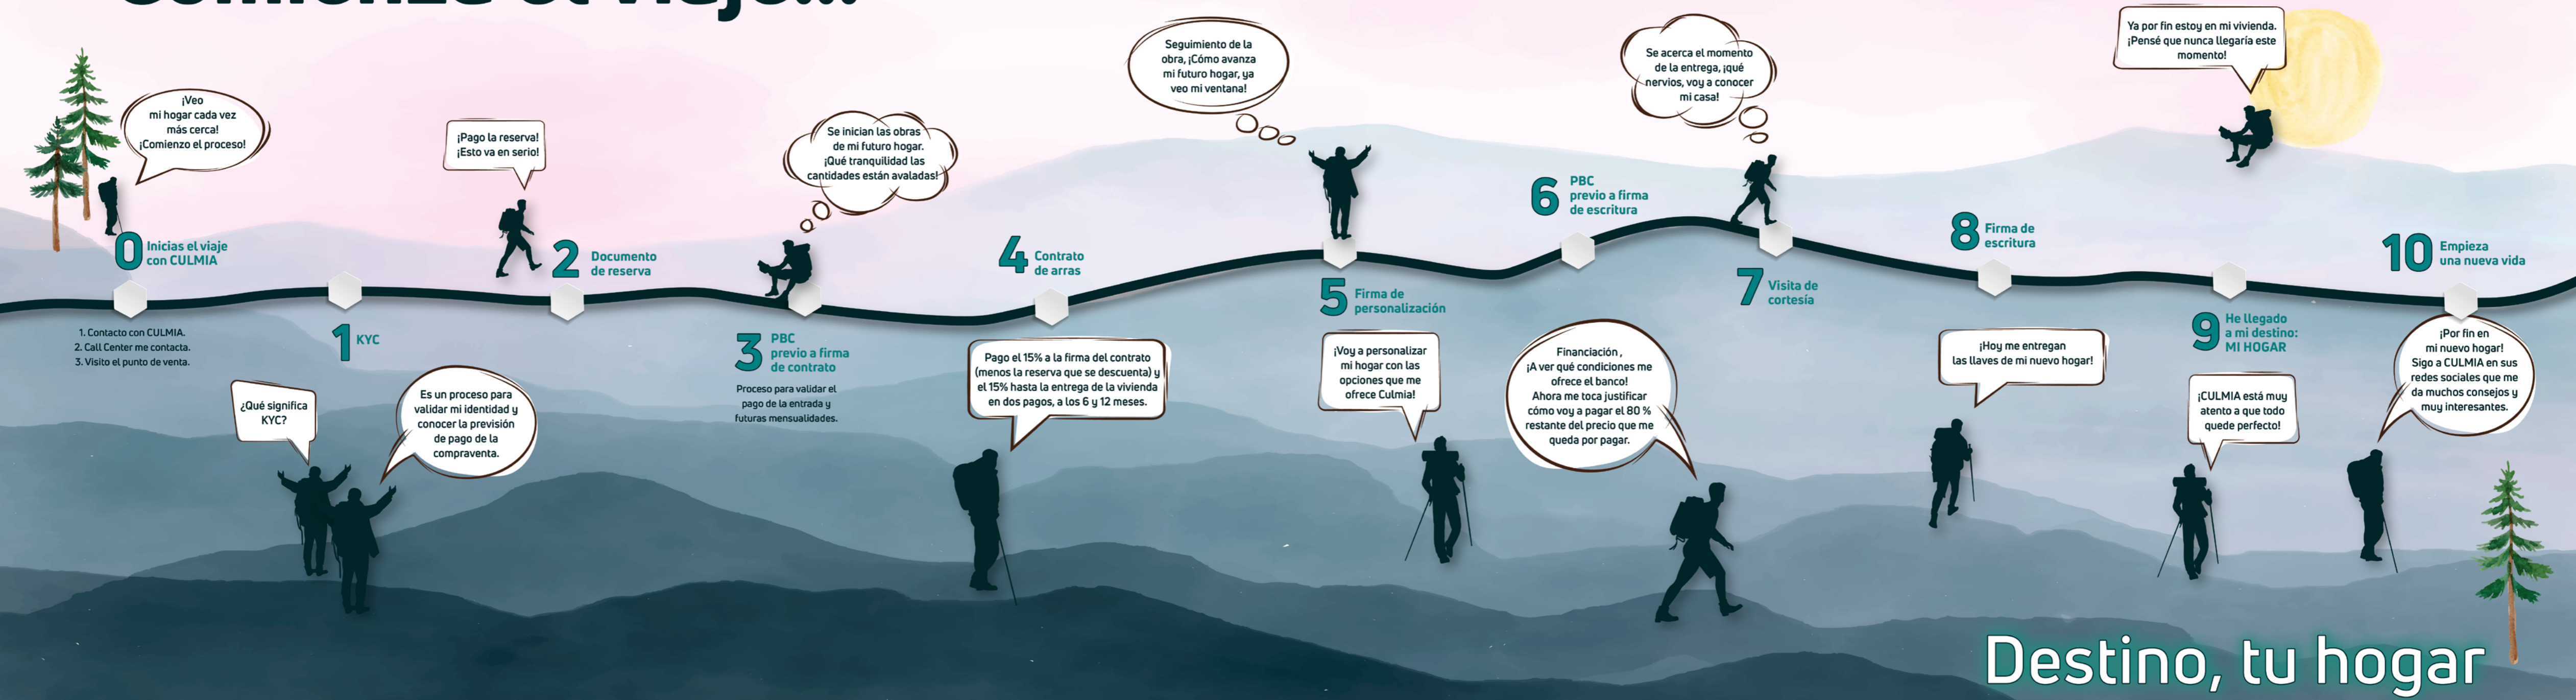 Comienza el viaje...
¡Veo
mi hogar cada vez
más cerca!
¡Comienzo el proceso!
0
Inicias el viaje
con CULMIA
1. Contacto con CULMIA.
2. Call Center me contacta.
3. Visito el punto de venta.
1
KYC
¿Qué significa
KYC?
Es un proceso para
validar mi identidad y
conocer la previsión
de pago de la
compraventa.
¡Pago la reserva!
¡Esto va en serio!
2
Documento
de reserva
Se inician las obras
de mi futuro hogar.
¡Qué tranquilidad las
cantidades están avaladas!
3
PBC
previo a firma
de contrato
Proceso para validar el
pago de la entrada y
futuras mensualidades.
4
Contrato
de arras
Pago el 15% a la firma del contrato
(menos la reserva que se descuenta) y
el 15% hasta la entrega de la vivienda
en dos pagos, a los 6 y 12 meses.
Seguimiento de la
obra, ¡Cómo avanza
mi futuro hogar, ya
veo mi ventana!
5
Firma de
personalización
¡Voy a personalizar
mi hogar con las
opciones que me
ofrece Culmia!
6
PBC
previo a firma
de escritura
Financiación ,
¡A ver qué condiciones me
ofrece el banco!
Ahora me toca justificar
cómo voy a pagar el 80 %
restante del precio que me
queda por pagar.
Se acerca el momento
de la entrega, ¡qué
nervios, voy a conocer
mi casa!
7
Visita de
cortesía
8
Firma de
escritura
¡Hoy me entregan
las llaves de mi nuevo hogar!
Ya por fin estoy en mi vivienda.
¡Pensé que nunca llegaría este
momento!
9
He llegado
a mi destino:
MI HOGAR
¡CULMIA está muy
atento a que todo
quede perfecto!
10
Empieza
una nueva vida
¡Por fin en
mi nuevo hogar!
Sigo a CULMIA en sus
redes sociales que me
da muchos consejos y
muy interesantes.
Destino, tu hogar